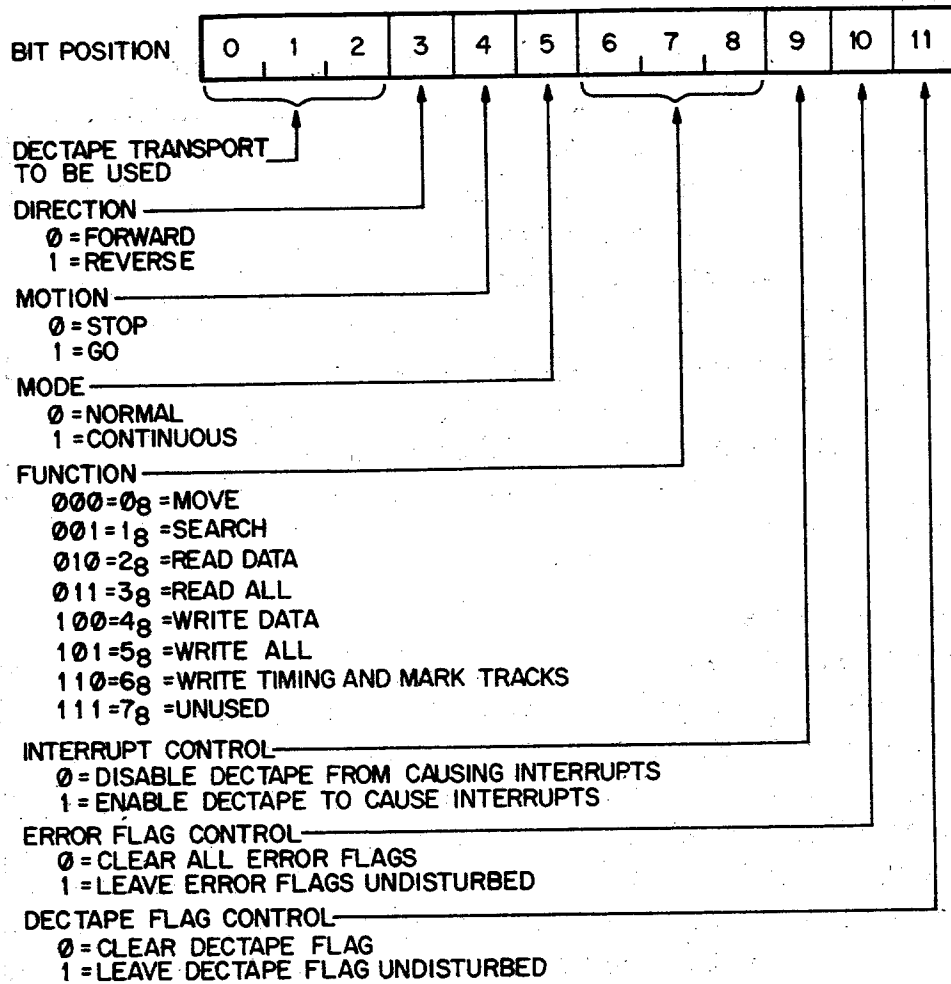 BIT POSITION 0 1 2 3 4 5 6 7 8 9 10 11
DECTAPE TRANSPORT
TO BE USED
DIRECTION
Ø = FORWARD
1 = REVERSE
MOTION
Ø = STOP
1 = GO
MODE
Ø = NORMAL
1 = CONTINUOUS
FUNCTION
ØØØ=Ø8 =MOVE
ØØ1=18 =SEARCH
Ø1Ø=28 =READ DATA
Ø11=38 =READ ALL
1ØØ=48 =WRITE DATA
1Ø1=58 =WRITE ALL
11Ø=68 =WRITE TIMING AND MARK TRACKS
111=78 =UNUSED
INTERRUPT CONTROL
Ø = DISABLE DECTAPE FROM CAUSING INTERRUPTS
1 = ENABLE DECTAPE TO CAUSE INTERRUPTS
ERROR FLAG CONTROL
Ø = CLEAR ALL ERROR FLAGS
1 = LEAVE ERROR FLAGS UNDISTURBED
DECTAPE FLAG CONTROL
Ø = CLEAR DECTAPE FLAG
1 = LEAVE DECTAPE FLAG UNDISTURBED